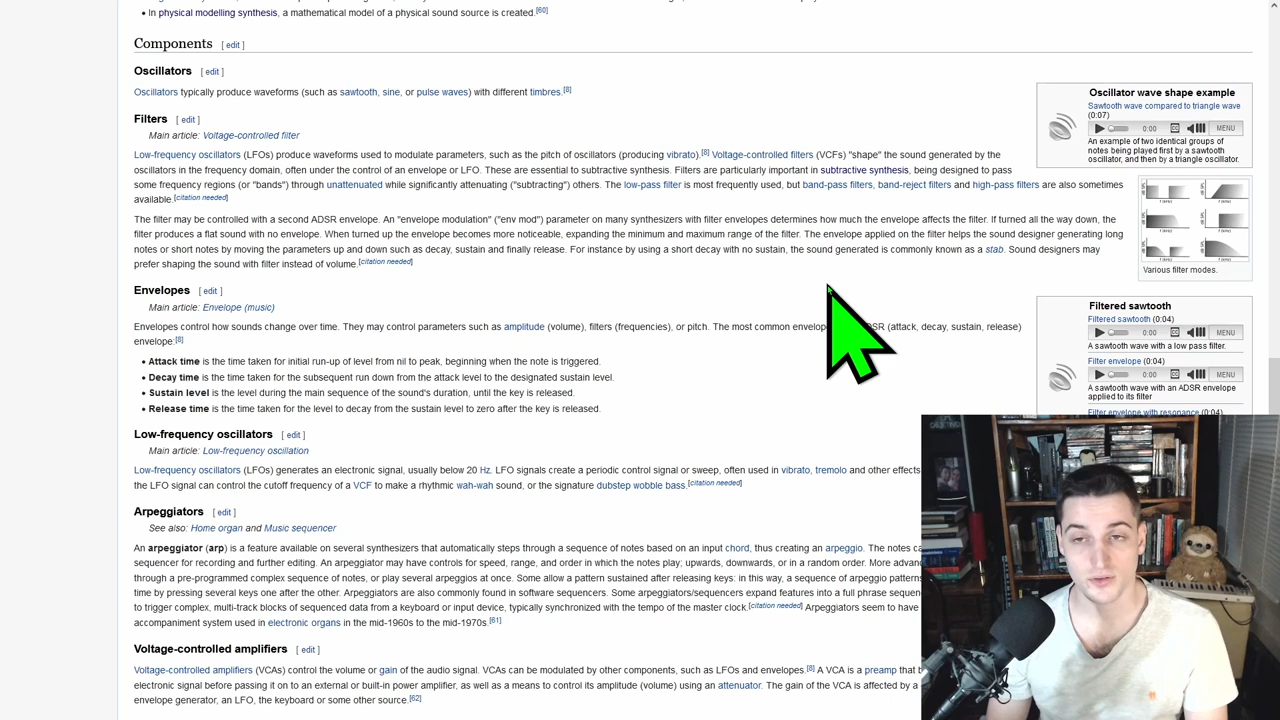 • In physical modelling synthesis, a mathematical model of a physical sound source is created.[60]
Components [ edit ]
Oscillators [ edit ]
Oscillators typically produce waveforms (such as sawtooth, sine, or pulse waves) with different timbres.[8]
Filters [ edit ]
Main article: Voltage-controlled filter
Low-frequency oscillators (LFOs) produce waveforms used to modulate parameters, such as the pitch of oscillators (producing vibrato).[8] Voltage-controlled filters (VCFs) "shape" the sound generated by the
oscillators in the frequency domain, often under the control of an envelope or LFO. These are essential to subtractive synthesis. Filters are particularly important in subtractive synthesis, being designed to pass
some frequency regions (or "bands") through unattenuated while significantly attenuating ("subtracting") others. The low-pass filter is most frequently used, but band-pass filters, band-reject filters and high-pass filters are also sometimes
available.[citation needed]
The filter may be controlled with a second ADSR envelope. An "envelope modulation" ("env mod") parameter on many synthesizers with filter envelopes determines how much the envelope affects the filter. If turned all the way down, the
filter produces a flat sound with no envelope. When turned up the envelope becomes more noticeable, expanding the minimum and maximum range of the filter. The envelope applied on the filter helps the sound designer generating long
notes or short notes by moving the parameters up and down such as decay, sustain and finally release. For instance by using a short decay with no sustain, the sound generated is commonly known as a stab. Sound designers may
prefer shaping the sound with filter instead of volume.[citation needed]
Envelopes [ edit ]
Main article: Envelope (music)
Envelopes control how sounds change over time. They may control parameters such as amplitude (volume), filters (frequencies), or pitch. The most common envelope DSR (attack, decay, sustain, release)
envelope.[8]
• Attack time is the time taken for initial run-up of level from nil to peak, beginning when the note is triggered.
• Decay time is the time taken for the subsequent run down from the attack level to the designated sustain level.
• Sustain level is the level during the main sequence of the sound's duration, until the key is released.
• Release time is the time taken for the level to decay from the sustain level to zero after the key is released.
Low-frequency oscillators [ edit ]
Main article: Low-frequency oscillation
Low-frequency oscillators (LFOs) generates an electronic signal, usually below 20 Hz. LFO signals create a periodic control signal or sweep, often used in vibrato, tremolo and other effects
the LFO signal can control the cutoff frequency of a VCF to make a rhythmic wah-wah sound, or the signature dubstep wobble bass.[citation needed]
Arpeggiators [ edit ]
See also: Home organ and Music sequencer
An arpeggiator (arp) is a feature available on several synthesizers that automatically steps through a sequence of notes based on an input chord, thus creating an arpeggio. The notes ca
sequencer for recording and further editing. An arpeggiator may have controls for speed, range, and order in which the notes play; upwards, downwards, or in a random order. More advan
through a pre-programmed complex sequence of notes, or play several arpeggios at once. Some allow a pattern sustained after releasing keys: in this way, a sequence of arpeggio pattern
time by pressing several keys one after the other. Arpeggiators are also commonly found in software sequencers. Some arpeggiators/sequencers expand features into a full phrase sequen
to trigger complex, multi-track blocks of sequenced data from a keyboard or input device, typically synchronized with the tempo of the master clock.[citation needed] Arpeggiators seem to have
accompaniment system used in electronic organs in the mid-1960s to the mid-1970s.[61]
Voltage-controlled amplifiers [ edit ]
Voltage-controlled amplifiers (VCAs) control the volume or gain of the audio signal. VCAs can be modulated by other components, such as LFOs and envelopes.[8] A VCA is a preamp that b
electronic signal before passing it on to an external or built-in power amplifier, as well as a means to control its amplitude (volume) using an attenuator. The gain of the VCA is affected by a
envelope generator, an LFO, the keyboard or some other source.[62]
Oscillator wave shape example
Sawtooth wave compared to triangle wave
(0:07)
0:00 MENU
An example of two identical groups of
notes being played first by a sawtooth
oscillator, and then by a triangle oscillator.
Various filter modes.
Filtered sawtooth
Filtered sawtooth (0:04)
0:00 MENU
A sawtooth wave with a low pass filter.
Filter envelope (0:04)
0:00 MENU
A sawtooth wave with an ADSR envelope
applied to its filter
Filter envelope with resonance (0:04)